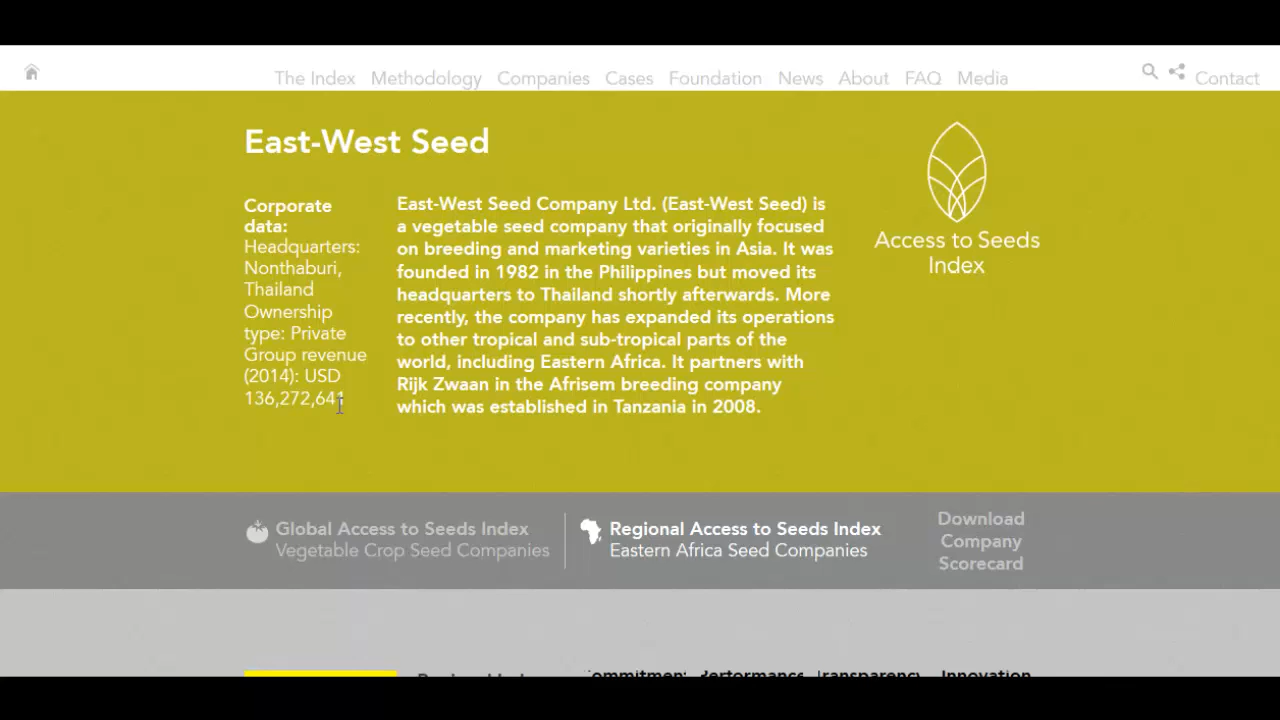 The Index Methodology Companies Cases Foundation News About FAQ Media Contact
East-West Seed
Corporate
data:
Headquarters:
Nonthaburi,
Thailand
Ownership
type: Private
Group revenue
(2014): USD
136,272,641
East-West Seed Company Ltd. (East-West Seed) is
a vegetable seed company that originally focused
on breeding and marketing varieties in Asia. It was
founded in 1982 in the Philippines but moved its
headquarters to Thailand shortly afterwards. More
recently, the company has expanded its operations
to other tropical and sub-tropical parts of the
world, including Eastern Africa. It partners with
Rijk Zwaan in the Afrisem breeding company
which was established in Tanzania in 2008.
Access to Seeds
Index
Global Access to Seeds Index
Vegetable Crop Seed Companies
Regional Access to Seeds Index
Eastern Africa Seed Companies
Download
Company
Scorecard
Commitment Performance Transparency Innovation